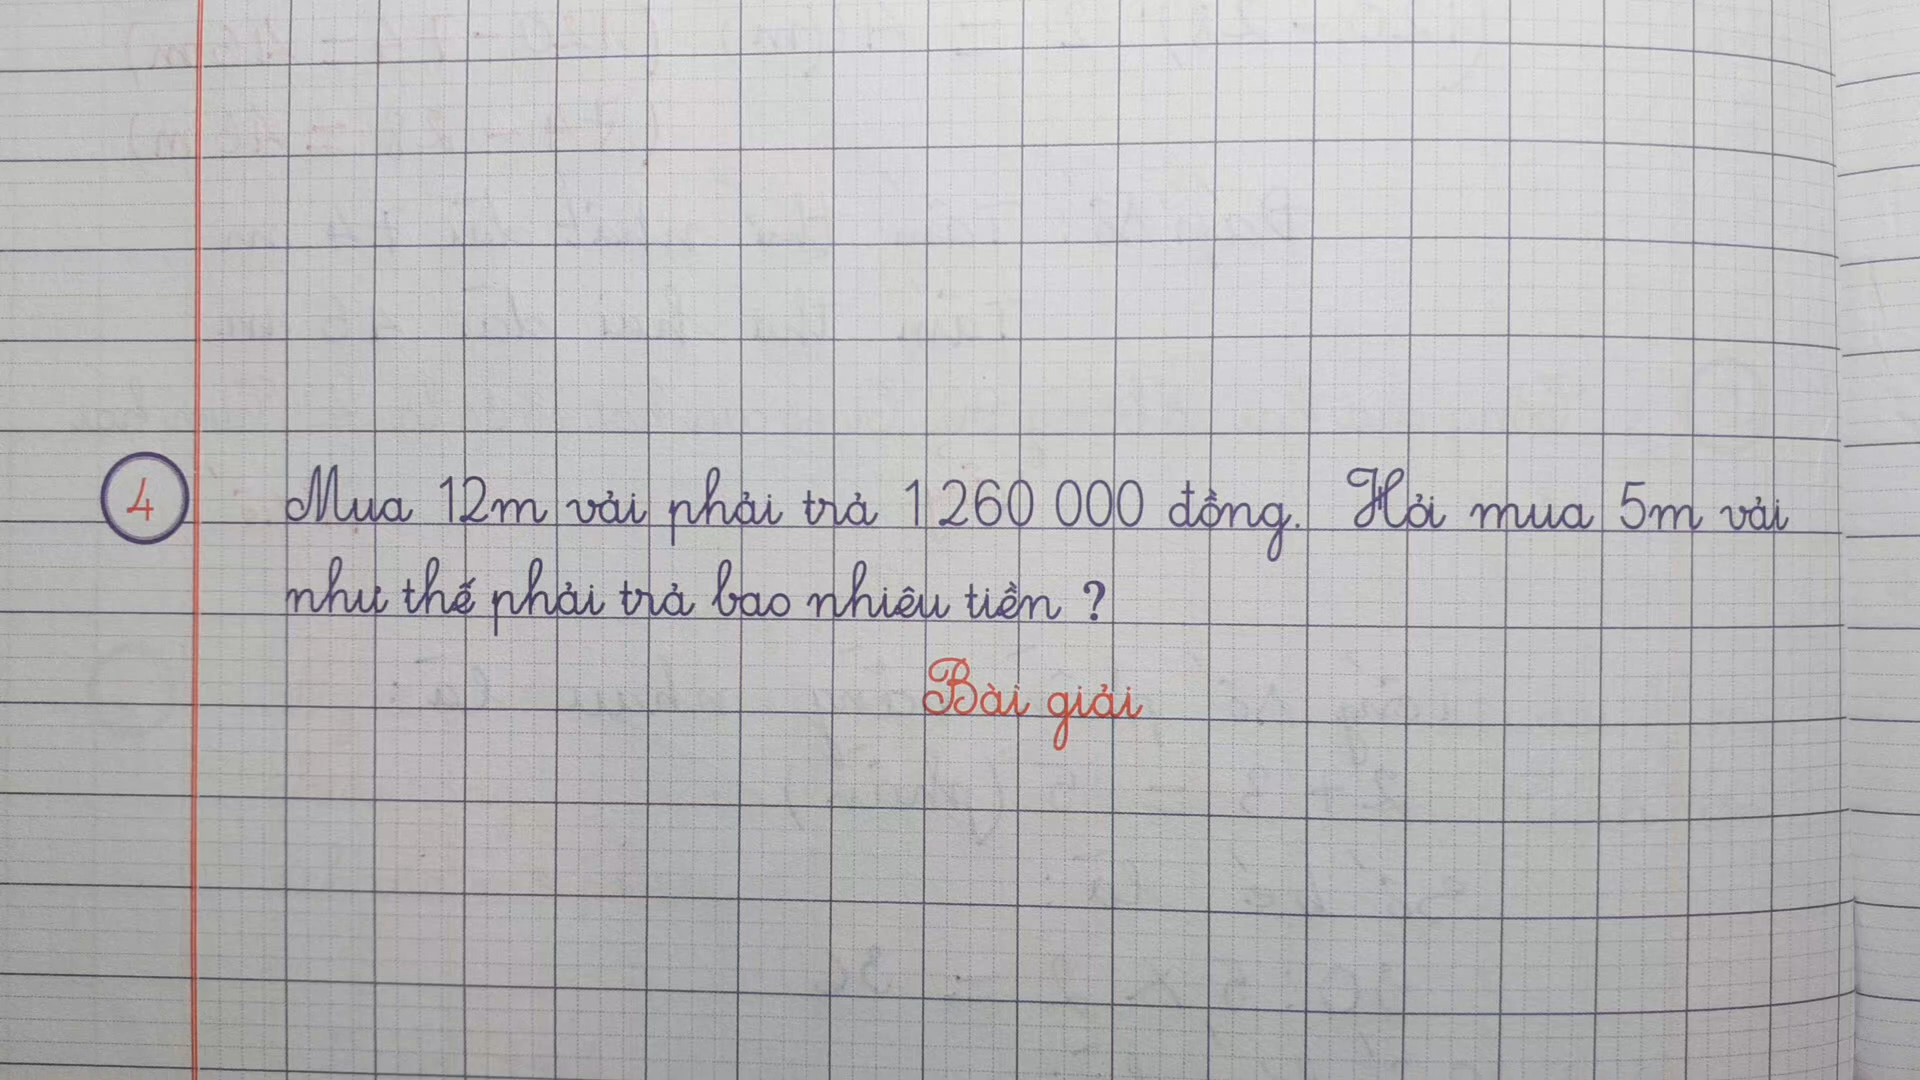 4 Mua 12m vải phải trả 1 260 000 đồng. Hỏi mua 5m vải
như thế phải trả bao nhiêu tiền ?
Bài giải